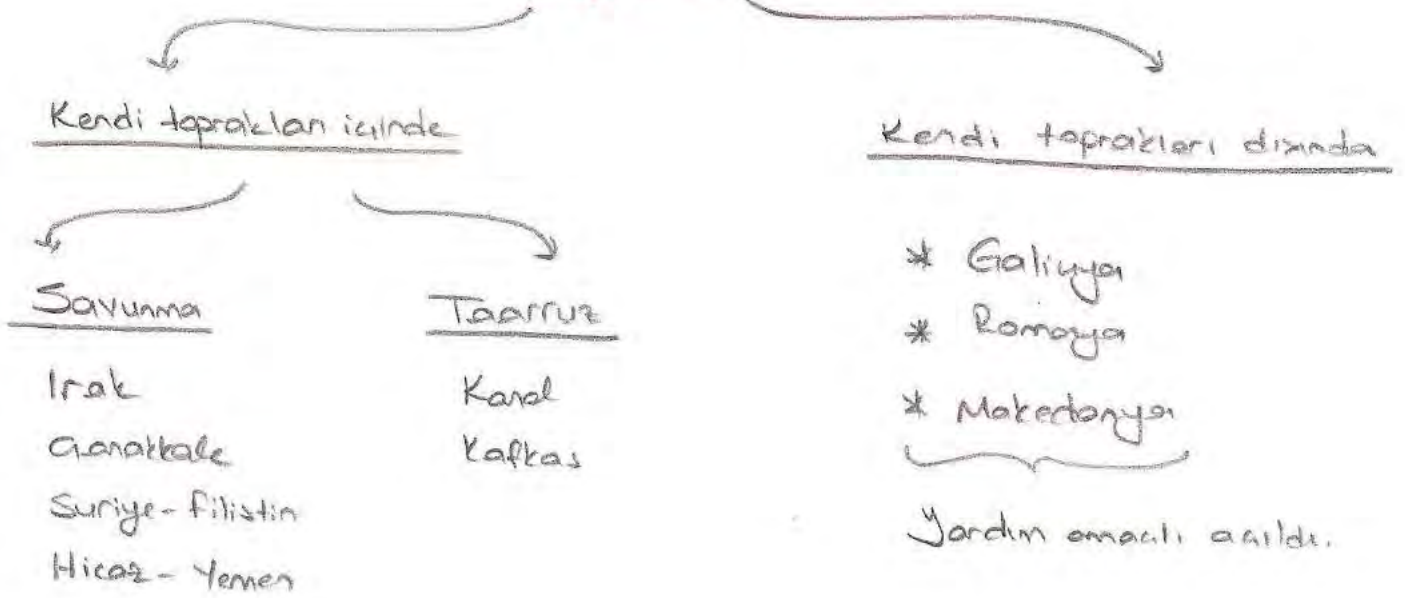 Kendi toprakları içinde
Kendi toprakları dışında
Savunma
Irak
Çanakkale
Suriye-Filistin
Hicaz-Yemen
Taarruz
Kanal
Kafkas
* Galiçya
* Romanya
* Makedonya
Yardım amaçlı açıldı.